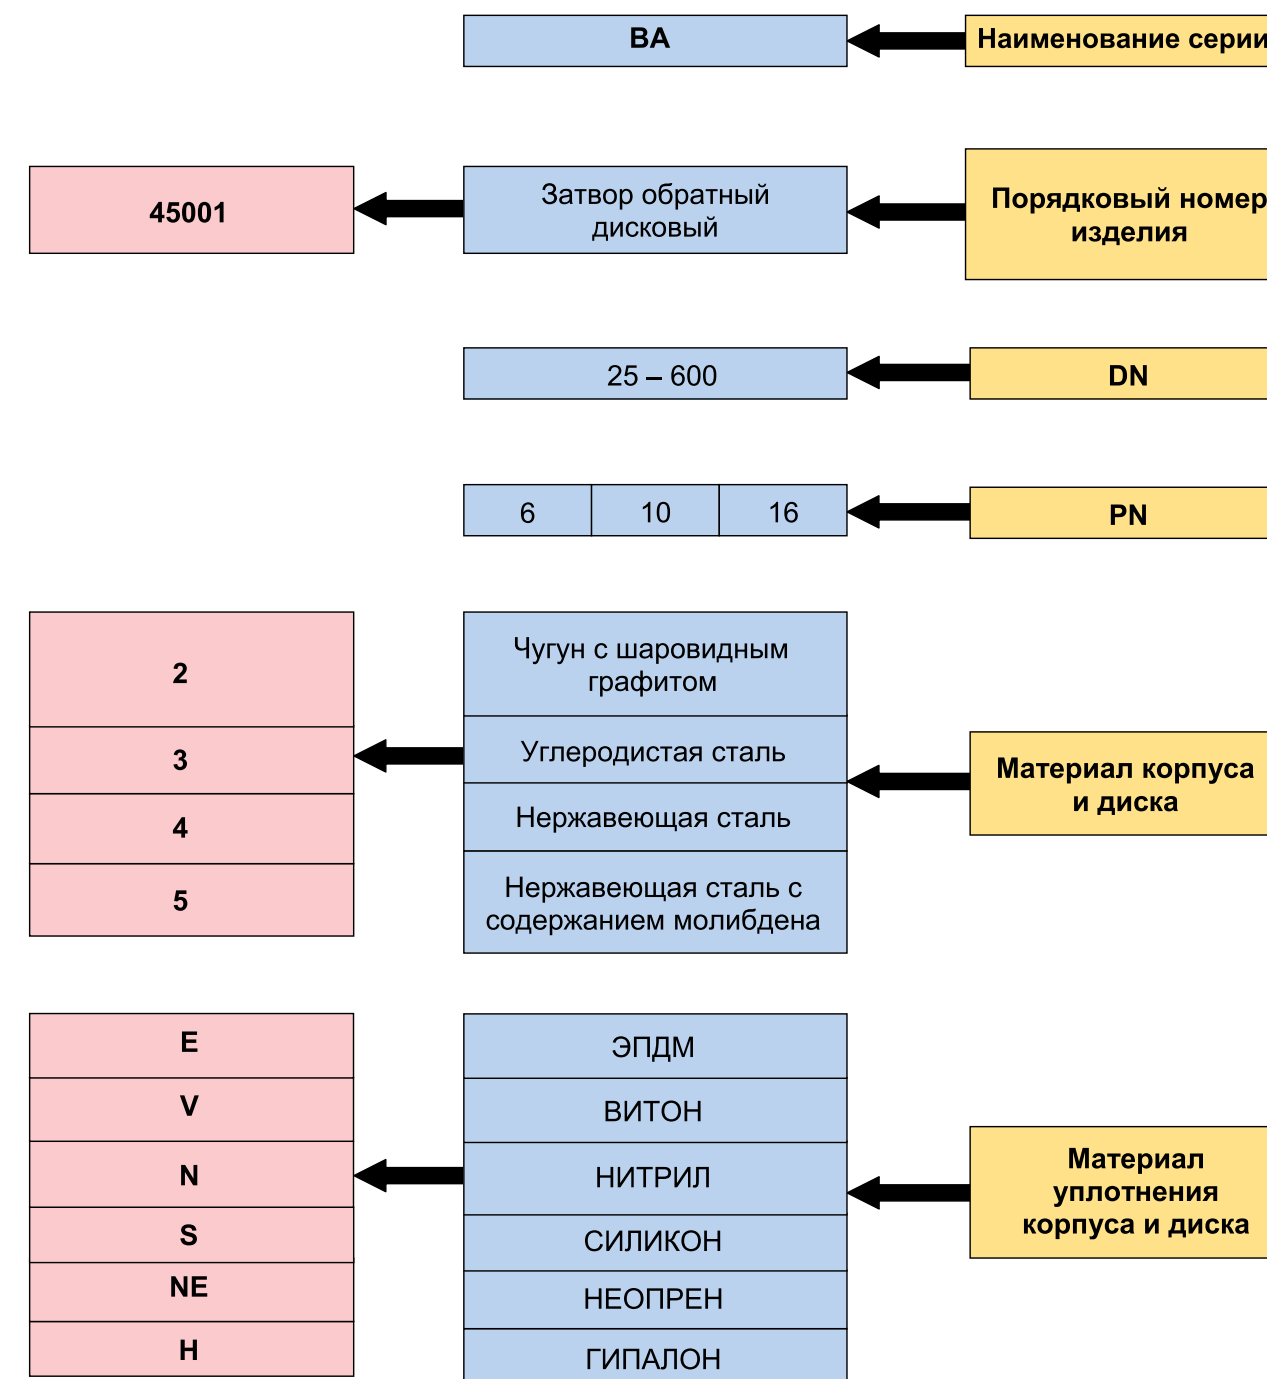 ВА
Наименование серии
45001
Затвор обратный
дисковый
Порядковый номер
изделия
25 – 600
DN
6
10
16
PN
2
3
4
5
Чугун с шаровидным
графитом
Углеродистая сталь
Нержавеющая сталь
Нержавеющая сталь с
содержанием молибдена
Материал корпуса
и диска
E
V
N
S
NE
H
ЭПДМ
ВИТОН
НИТРИЛ
СИЛИКОН
НЕОПРЕН
ГИПАЛОН
Материал
уплотнения
корпуса и диска